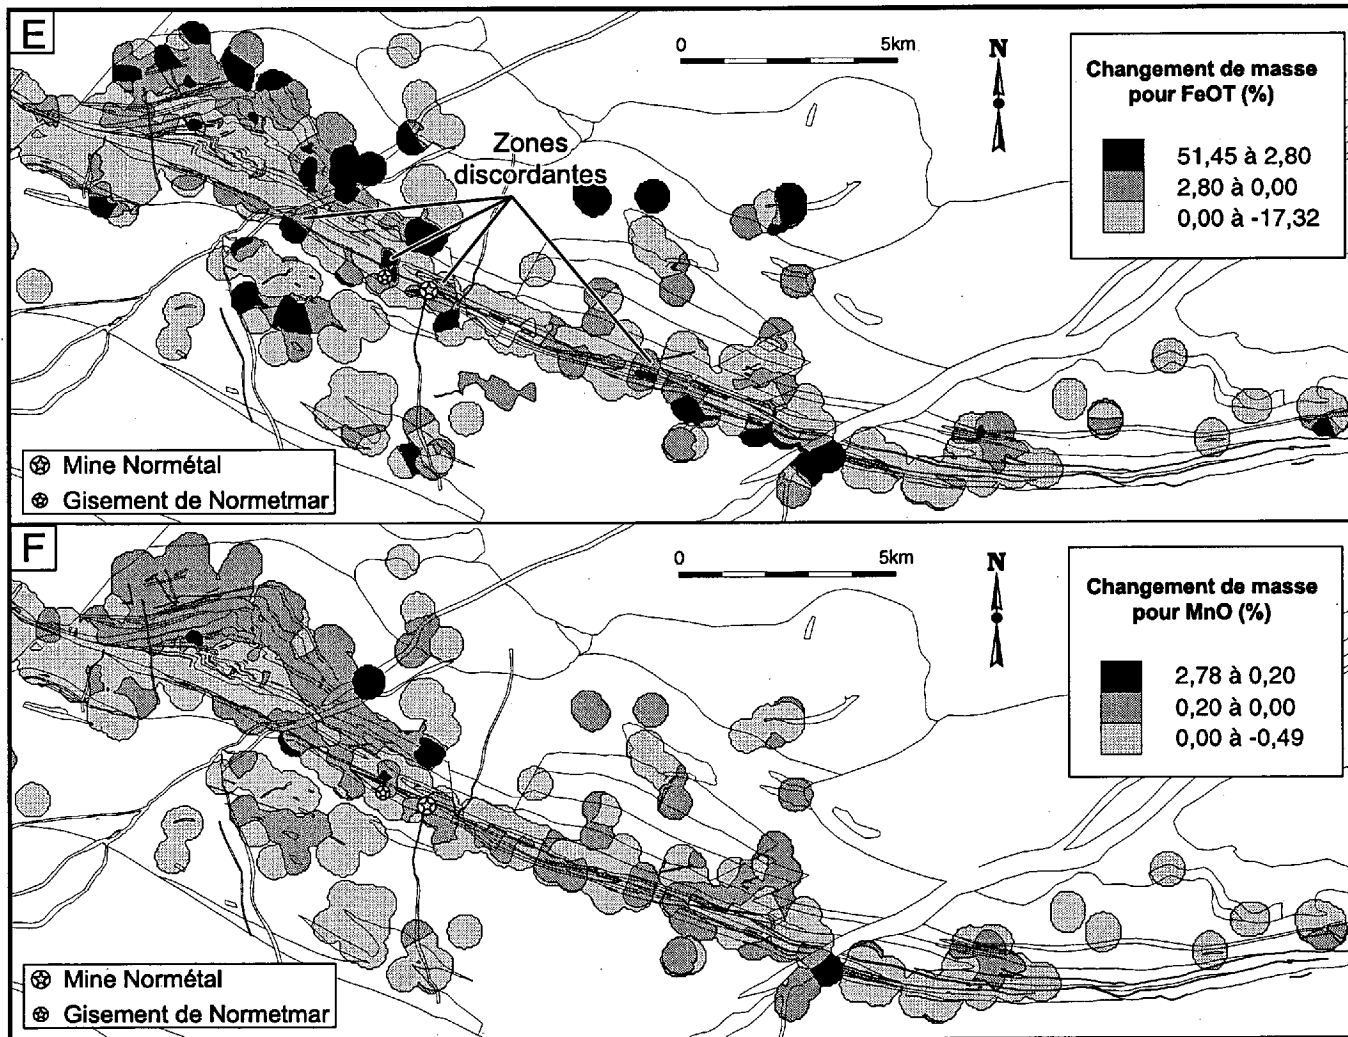 E
0
5km
N
Changement de masse
pour FeOT (%)
51,45 à 2,80
2,80 à 0,00
0,00 à -17,32
Zones
discordantes
Mine Normétal
Gisement de Normetmar
F
0
5km
N
Changement de masse
pour MnO (%)
2,78 à 0,20
0,20 à 0,00
0,00 à -0,49
Mine Normétal
Gisement de Normetmar